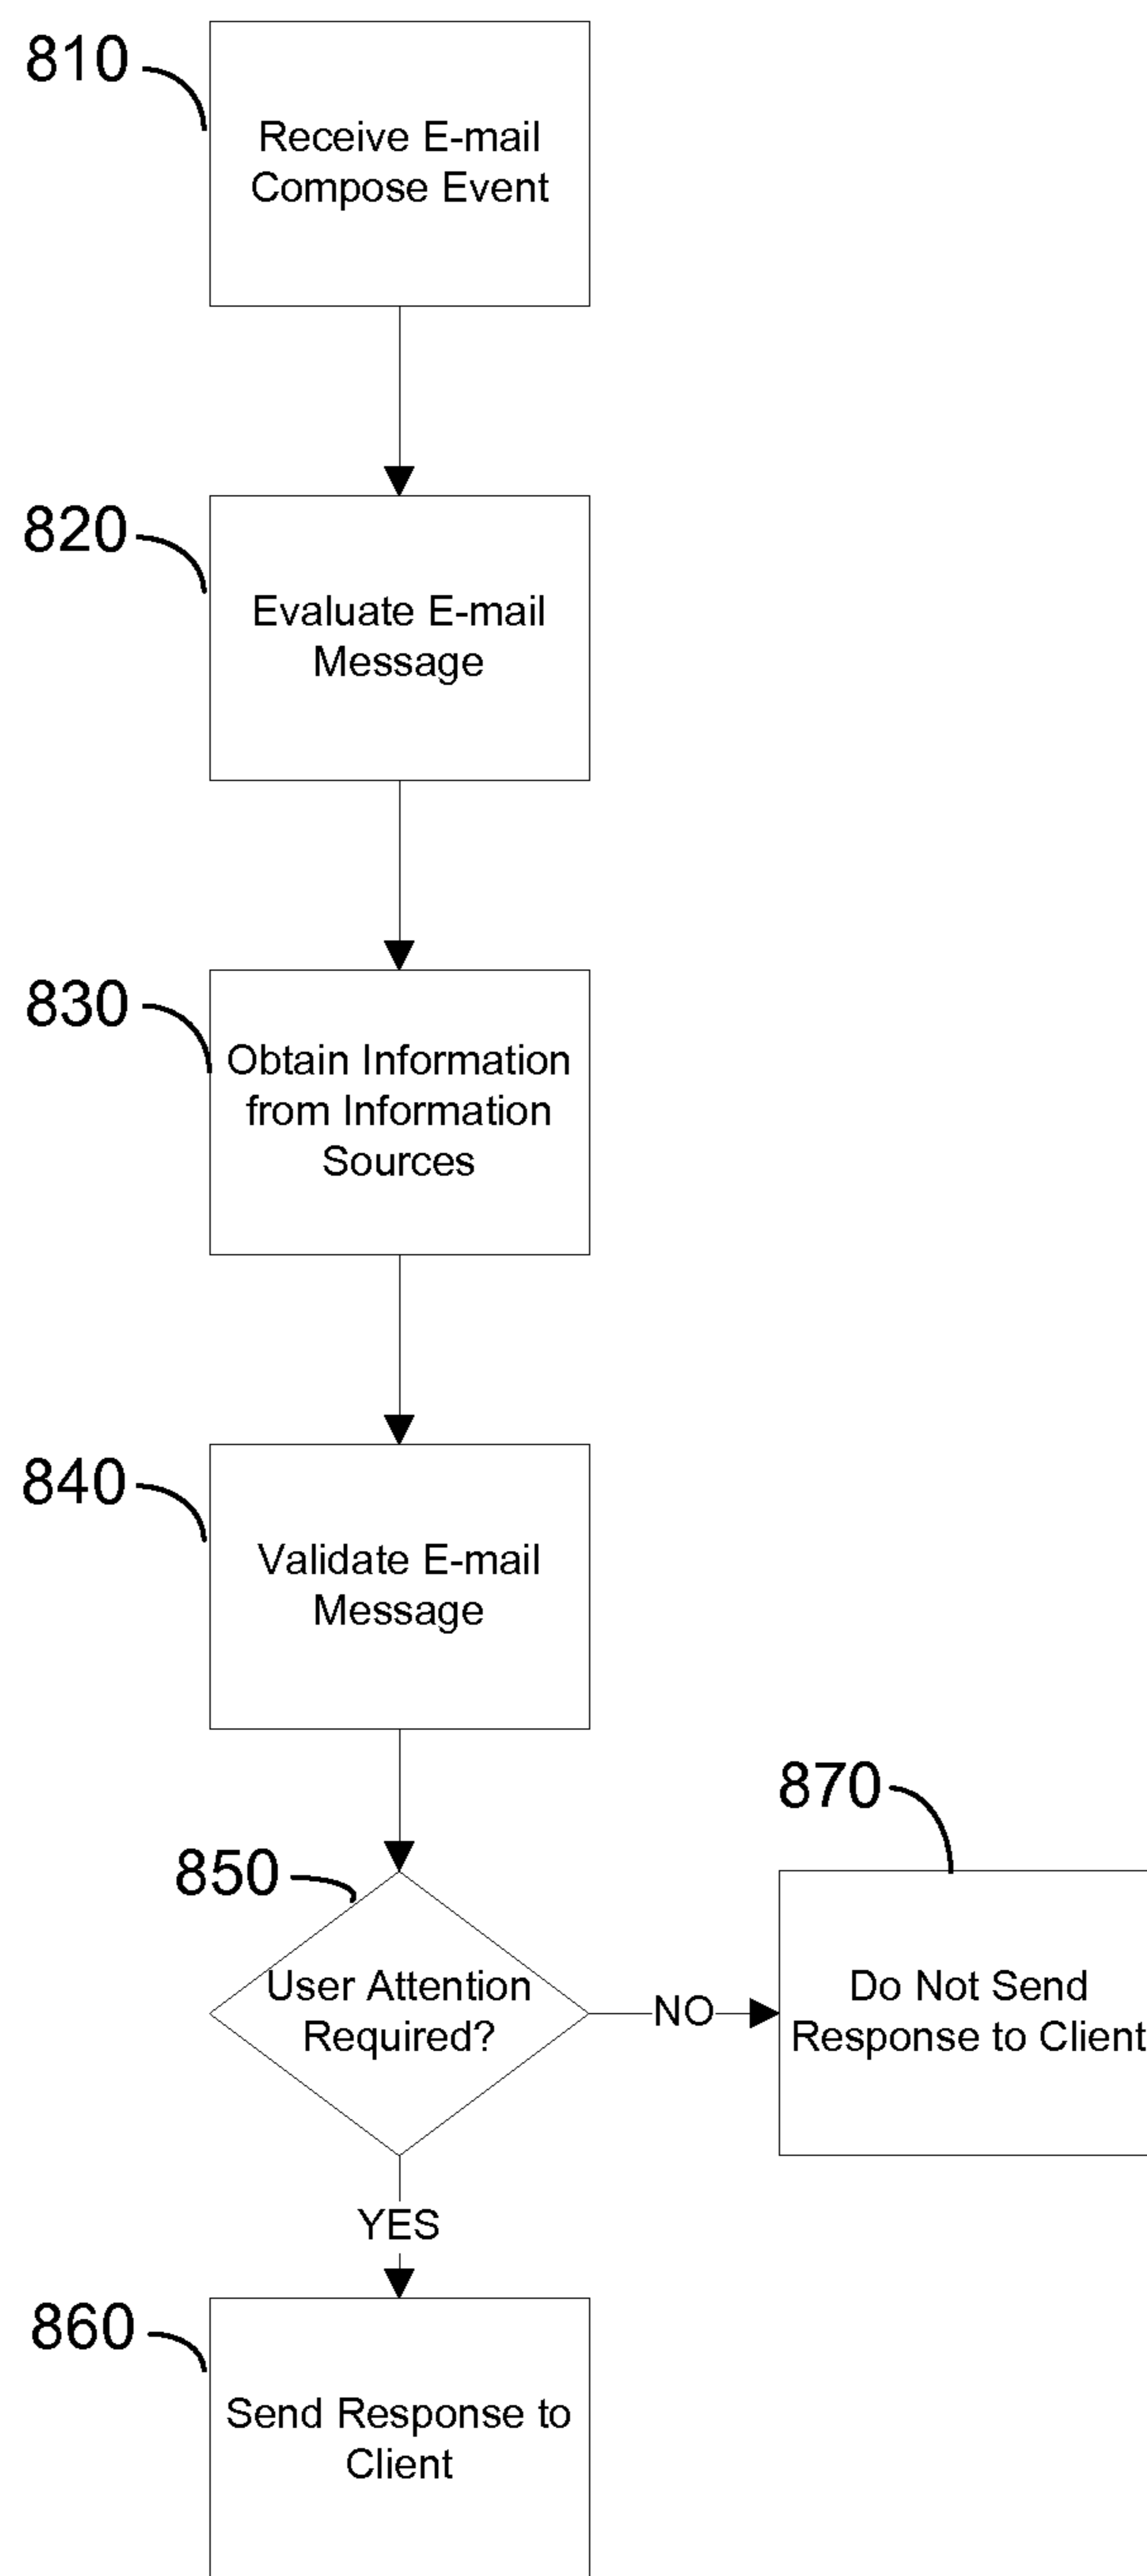 810
Receive E-mail
Compose Event
820
Evaluate E-mail
Message
830
Obtain Information
from Information
Sources
840
Validate E-mail
Message
850
User Attention
Required?
NO
870
Do Not Send
Response to Client
YES
860
Send Response to
Client